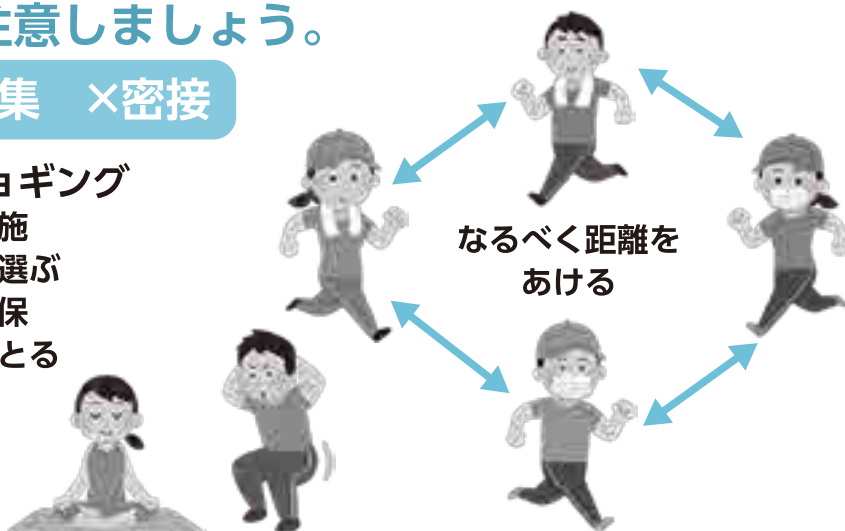 注意しましょう。
集　×密接
ョギング
施
選ぶ
保
とる
なるべく距離を
あける